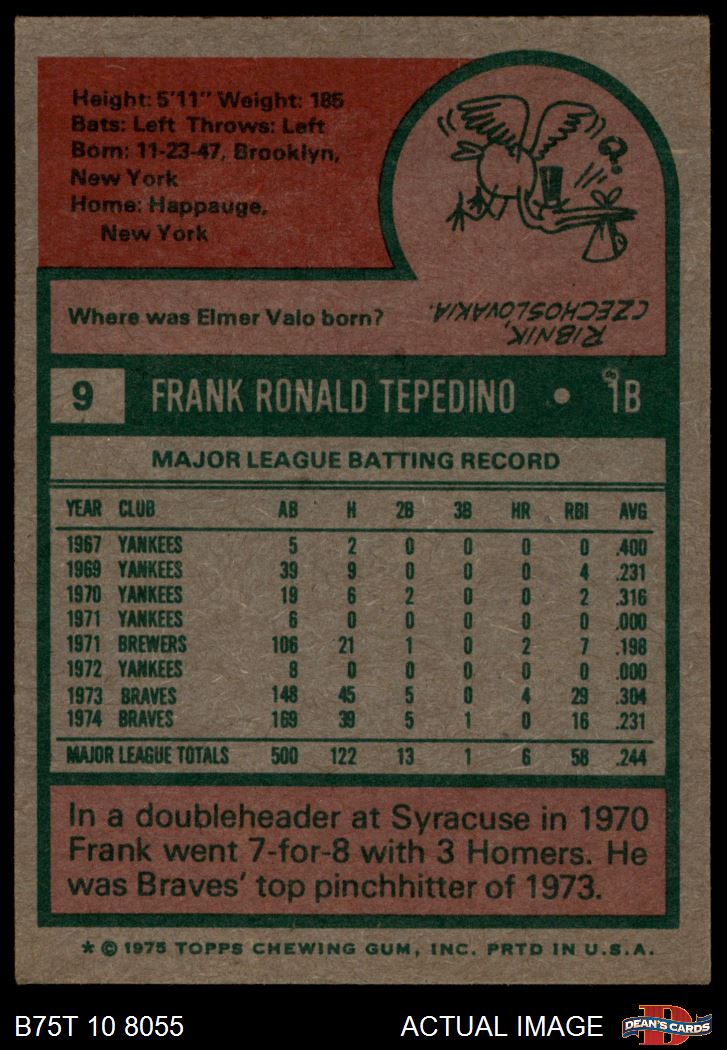 Height: 5'11" Weight: 185
Bats: Left Throws: Left
Born: 11-23-47, Brooklyn,
New York
Home: Happauge,
New York
Where was Elmer Valo born?
RIBNIK,
CZECHOSLOVAKIA.
9 FRANK RONALD TEPEDINO • 1B
MAJOR LEAGUE BATTING RECORD
YEAR CLUB AB H 2B 3B HR RBI AVG
1967 YANKEES 5 2 0 0 0 0 .400
1969 YANKEES 39 9 0 0 0 4 .231
1970 YANKEES 19 6 2 0 0 2 .316
1971 YANKEES 6 0 0 0 0 0 .000
1971 BREWERS 106 21 1 0 2 7 .198
1972 YANKEES 8 0 0 0 0 0 .000
1973 BRAVES 148 45 5 0 4 29 .304
1974 BRAVES 169 39 5 1 0 16 .231
MAJOR LEAGUE TOTALS 500 122 13 1 6 58 .244
In a doubleheader at Syracuse in 1970
Frank went 7-for-8 with 3 Homers. He
was Braves' top pinchhitter of 1973.
* © 1975 TOPPS CHEWING GUM, INC. PRTD IN U.S.A.
B75T 10 8055 ACTUAL IMAGE DEAN'S CARDS